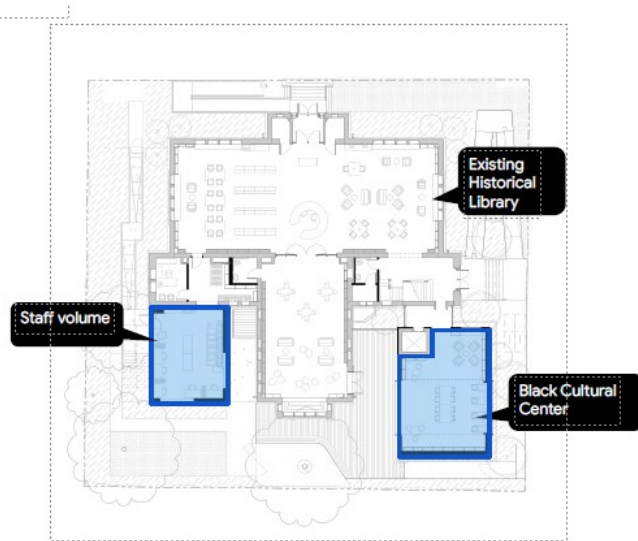 Existing
Historical
Library
Staff volume
Black Cultural
Center